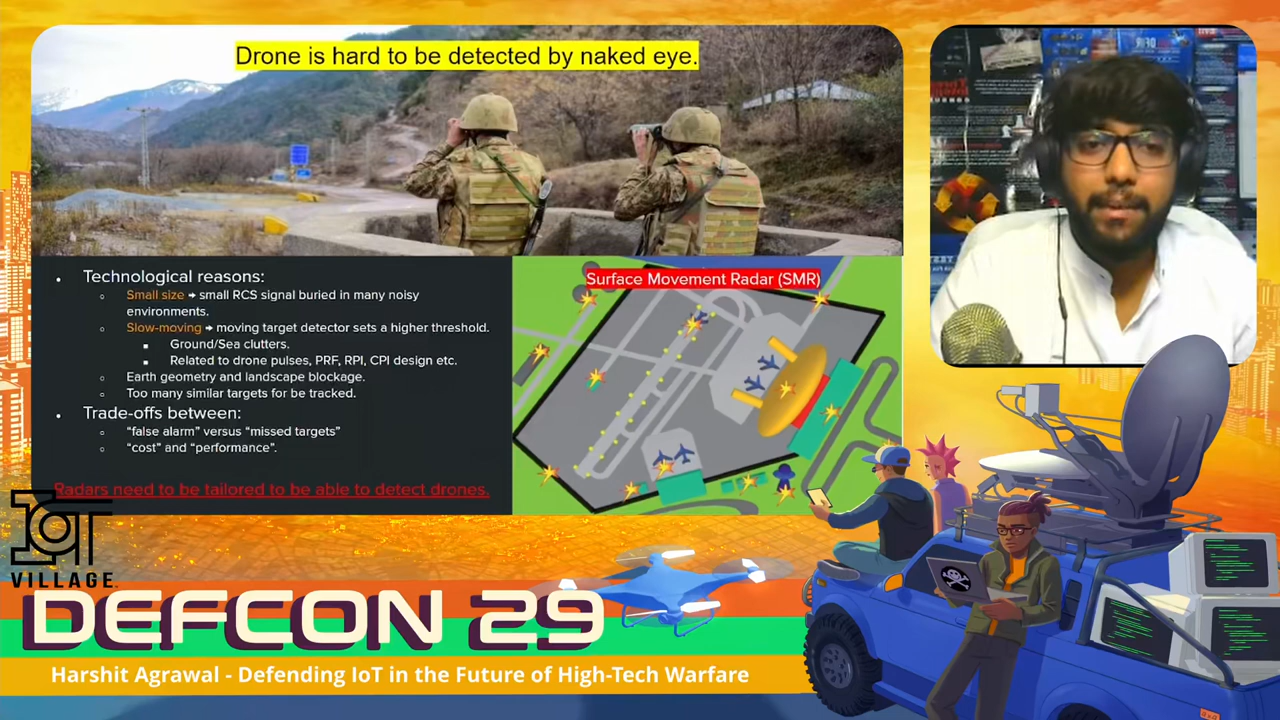 Drone is hard to be detected by naked eye.
Technological reasons:
Small size → small RCS signal buried in many noisy
environments.
Slow-moving → moving target detector sets a higher threshold.
Ground/Sea clutters.
Related to drone pulses, PRF, RPI, CPI design etc.
Earth geometry and landscape blockage.
Too many similar targets for be tracked.
Trade-offs between:
"false alarm" versus "missed targets"
"cost" and "performance".
Radars need to be tailored to be able to detect drones.
Surface Movement Radar (SMR)
IOT
VILLAGE
DEFCON 29
Harshit Agrawal - Defending IoT in the Future of High-Tech Warfare